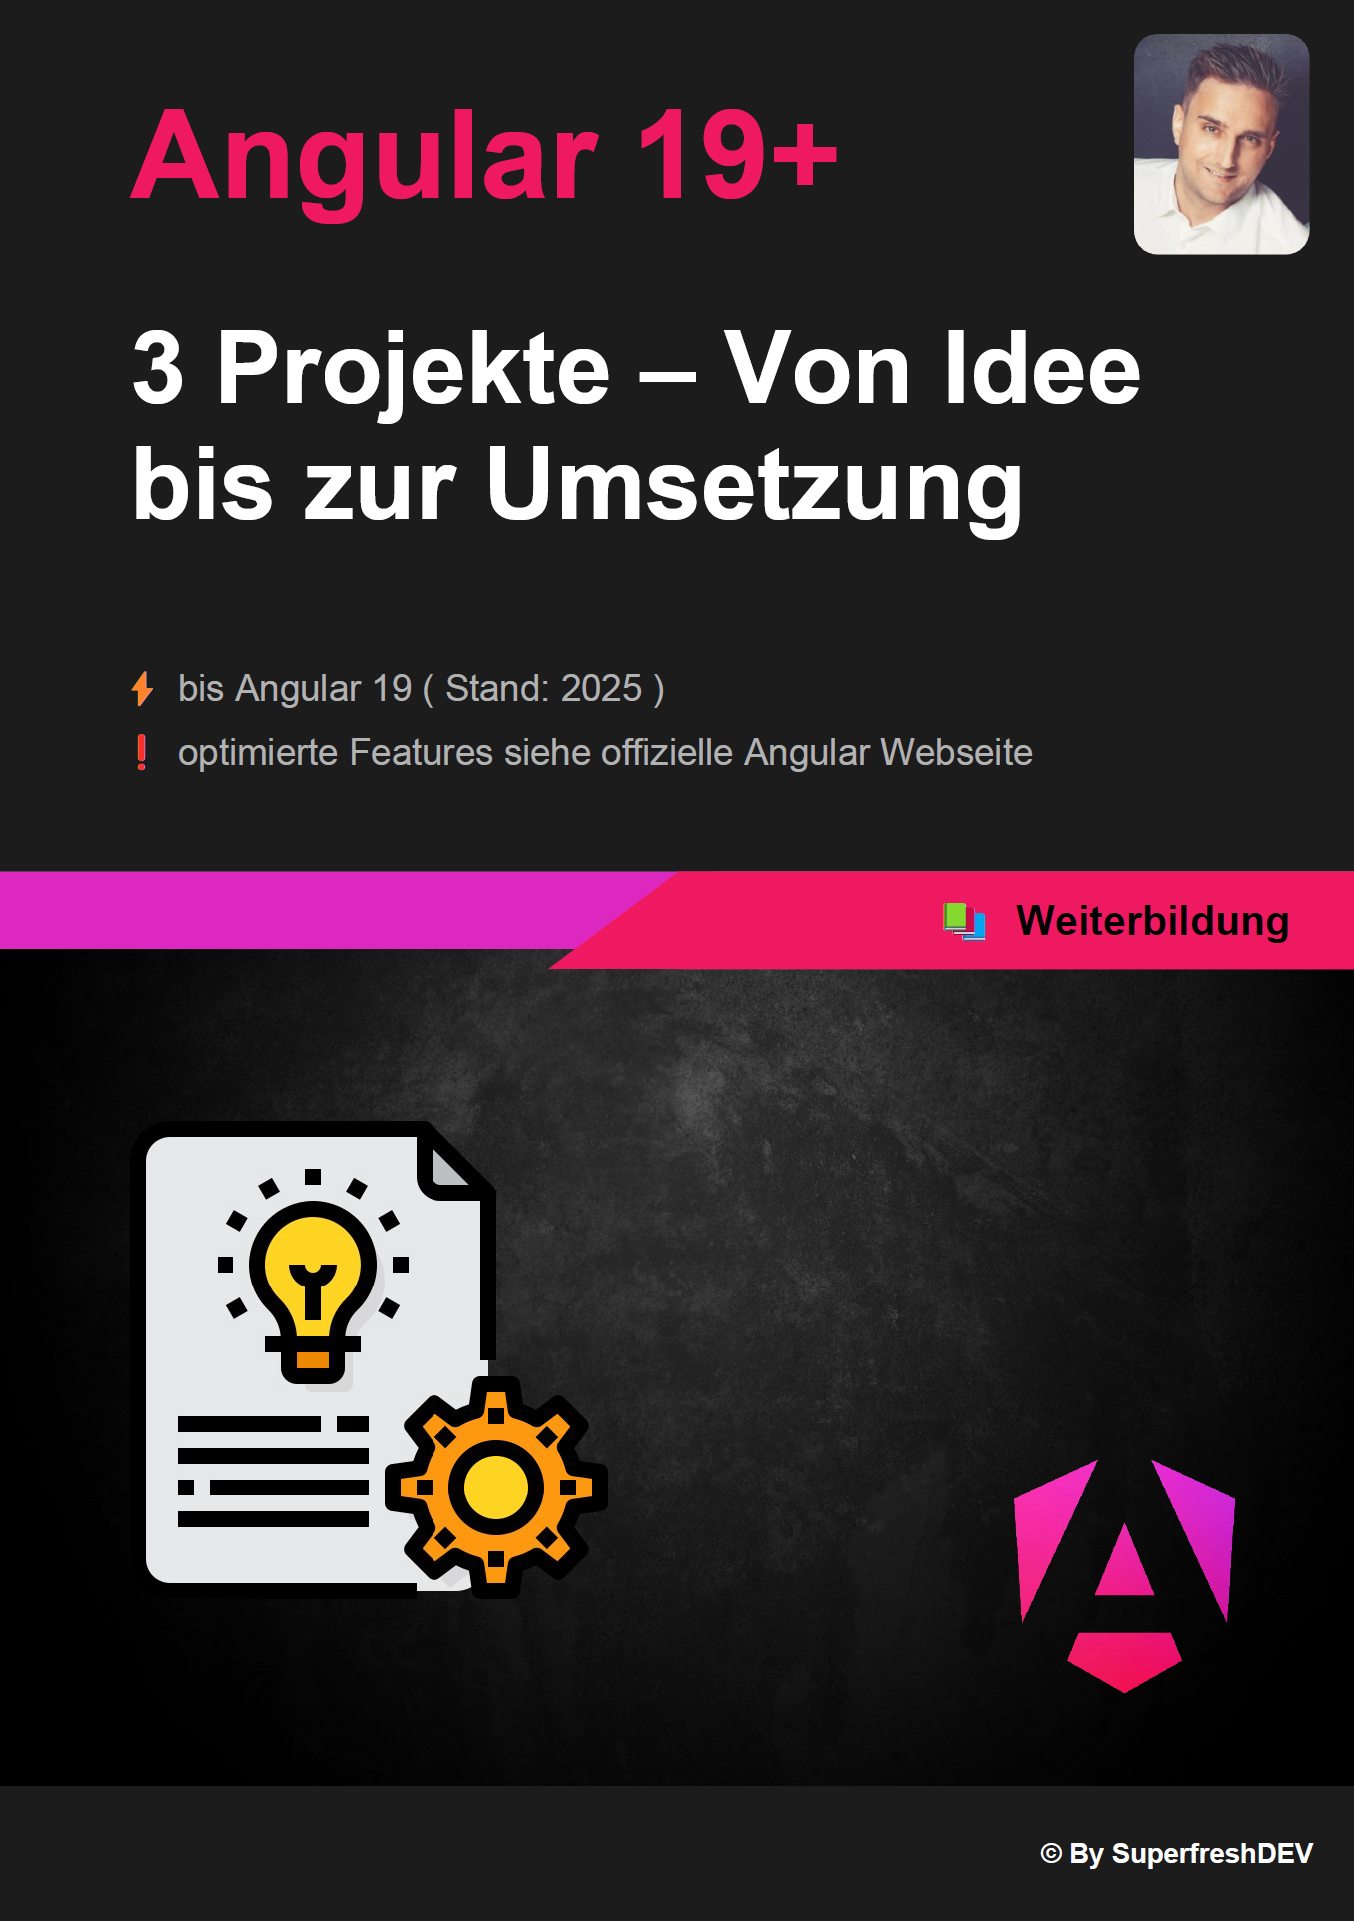 Angular 19+
3 Projekte – Von Idee
bis zur Umsetzung
bis Angular 19 ( Stand: 2025 )
optimierte Features siehe offizielle Angular Webseite
Weiterbildung
© By SuperfreshDEV